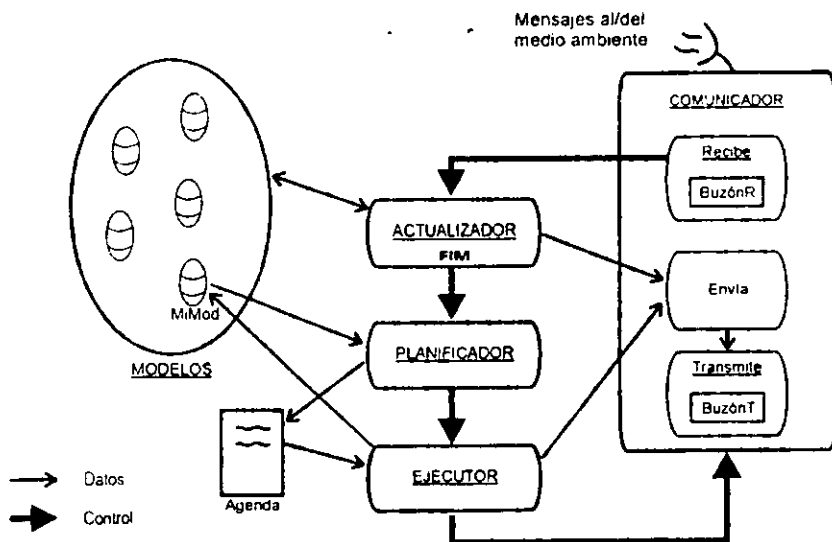 Mensajes al/del
medio ambiente
COMUNICADOR
Recibe
BuzónR
ACTUALIZADOR
FIM
Envía
MiMod
MODELOS
PLANIFICADOR
Transmite
BuzónT
EJECUTOR
Agenda
Datos
Control